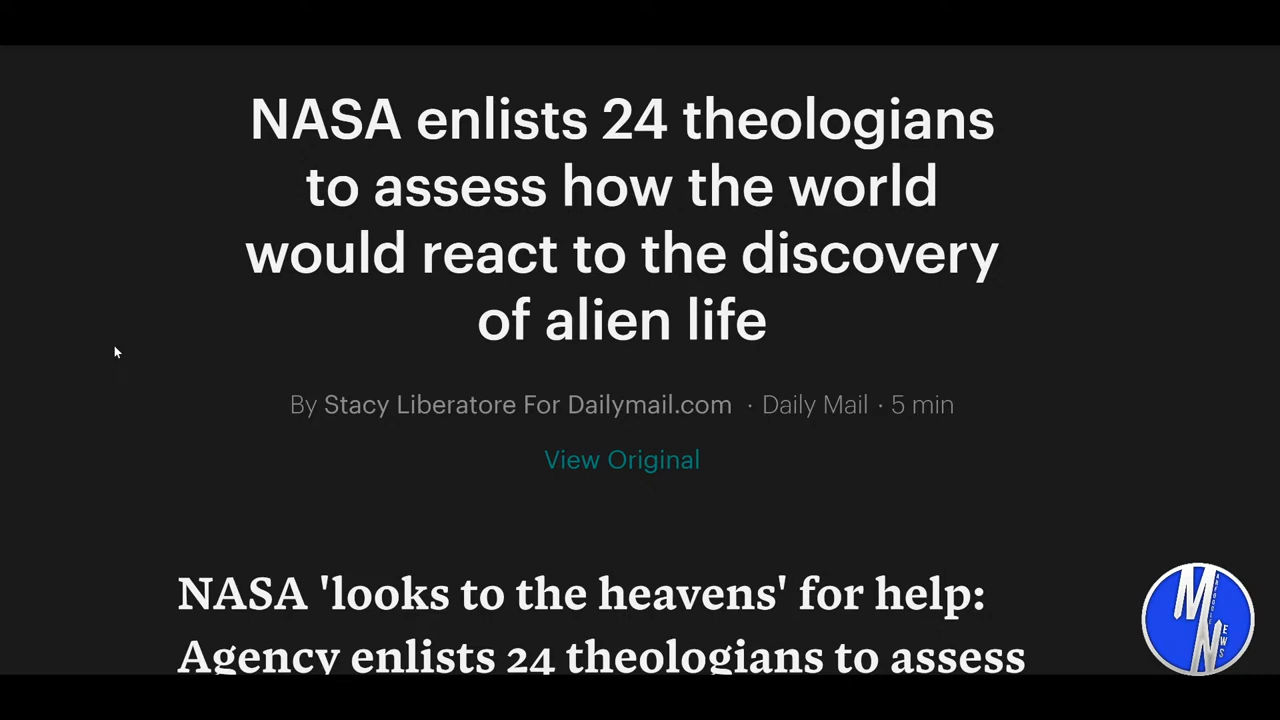 NASA enlists 24 theologians
to assess how the world
would react to the discovery
of alien life
By Stacy Liberatore For Dailymail.com · Daily Mail · 5 min
View Original
NASA 'looks to the heavens' for help:
Agency enlists 24 theologians to assess
M
N
EWS